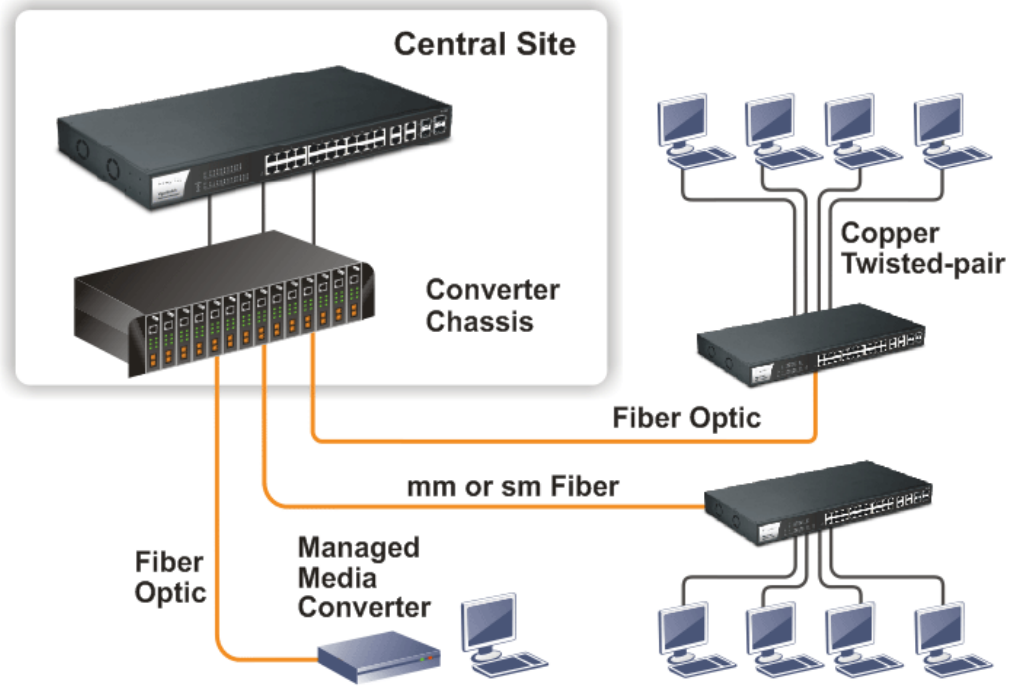 Central Site
Converter
Chassis
Copper
Twisted-pair
Fiber Optic
mm or sm Fiber
Fiber
Optic
Managed
Media
Converter